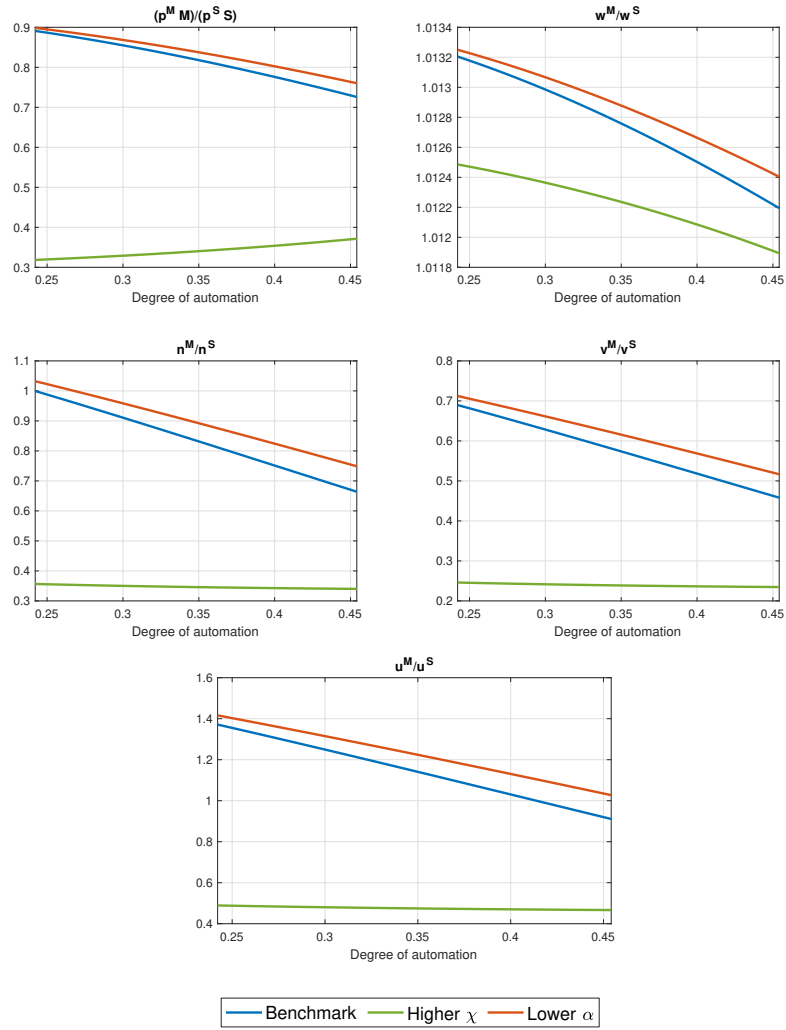 (p^M M)/(p^S S)
0.9
0.8
0.7
0.6
0.5
0.4
0.3
0.25 0.3 0.35 0.4 0.45
Degree of automation
w^M/w^S
1.0134
1.0132
1.013
1.0128
1.0126
1.0124
1.0122
1.012
1.0118
0.25 0.3 0.35 0.4 0.45
Degree of automation
n^M/n^S
1.1
1
0.9
0.8
0.7
0.6
0.5
0.4
0.3
0.25 0.3 0.35 0.4 0.45
Degree of automation
v^M/v^S
0.8
0.7
0.6
0.5
0.4
0.3
0.2
0.25 0.3 0.35 0.4 0.45
Degree of automation
u^M/u^S
1.6
1.4
1.2
1
0.8
0.6
0.4
0.25 0.3 0.35 0.4 0.45
Degree of automation
Benchmark Higher χ Lower α